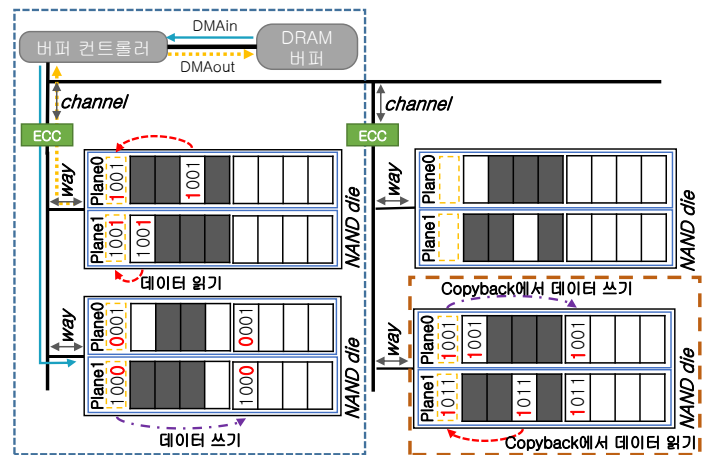 DMAin
버퍼 컨트롤러
DRAM
버퍼
DMAout
channel
channel
ECC
ECC
way
Plane0
1001
1001
Plane1
1001
1001
NAND die
데이터 읽기
way
Plane0
Plane1
NAND die
way
Plane0
0001
0001
Plane1
1000
1000
NAND die
데이터 쓰기
Copyback에서 데이터 쓰기
way
Plane0
1001
1001
1001
Plane1
1011
1011
1011
NAND die
Copyback에서 데이터 읽기